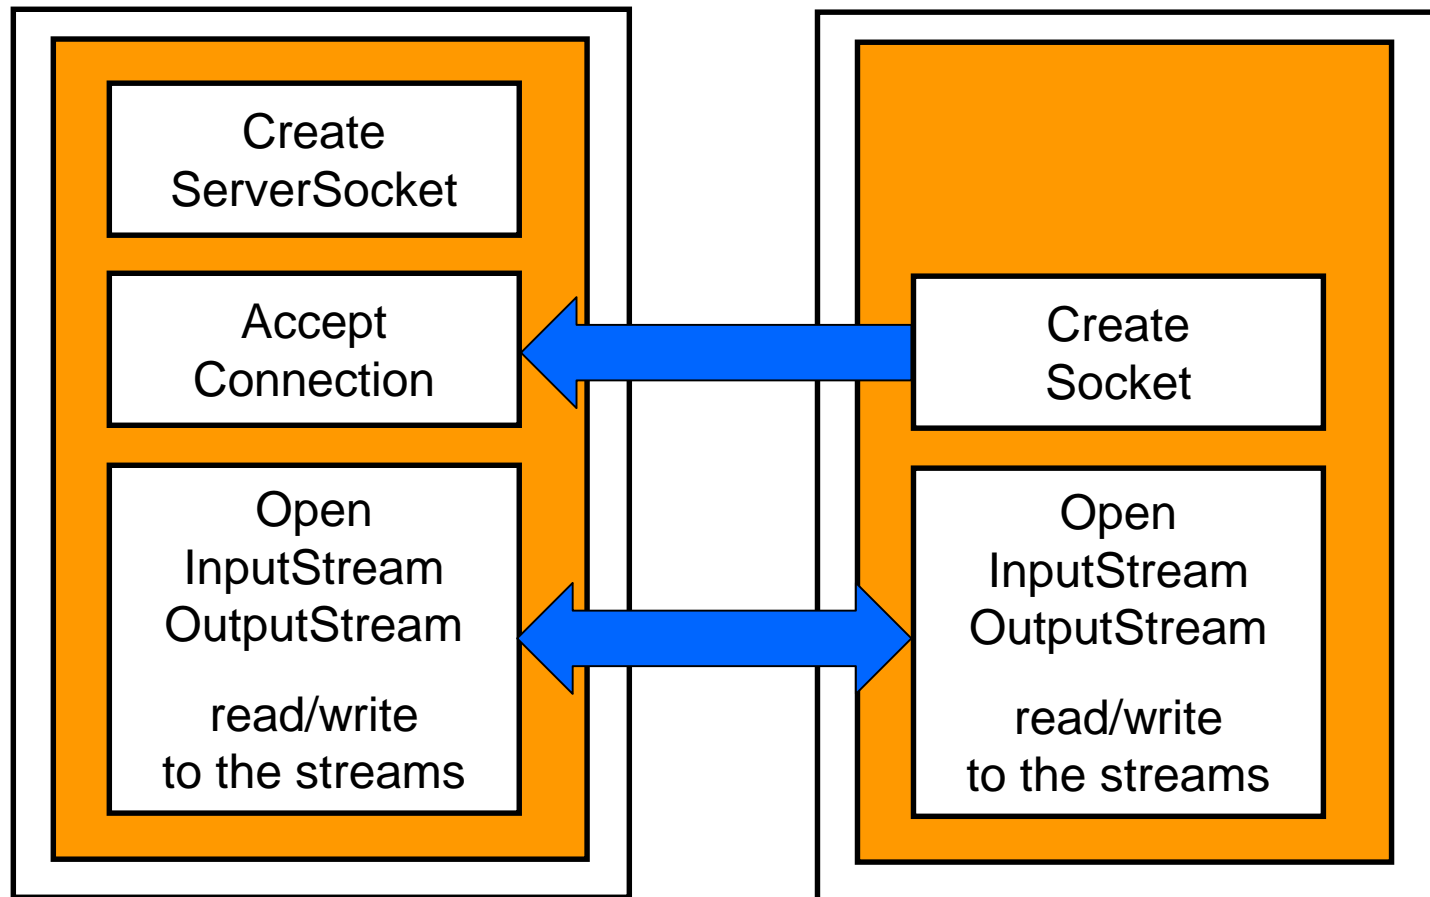 Create
ServerSocket
Accept
Connection
Open
InputStream
OutputStream
read/write
to the streams
Create
Socket
Open
InputStream
OutputStream
read/write
to the streams